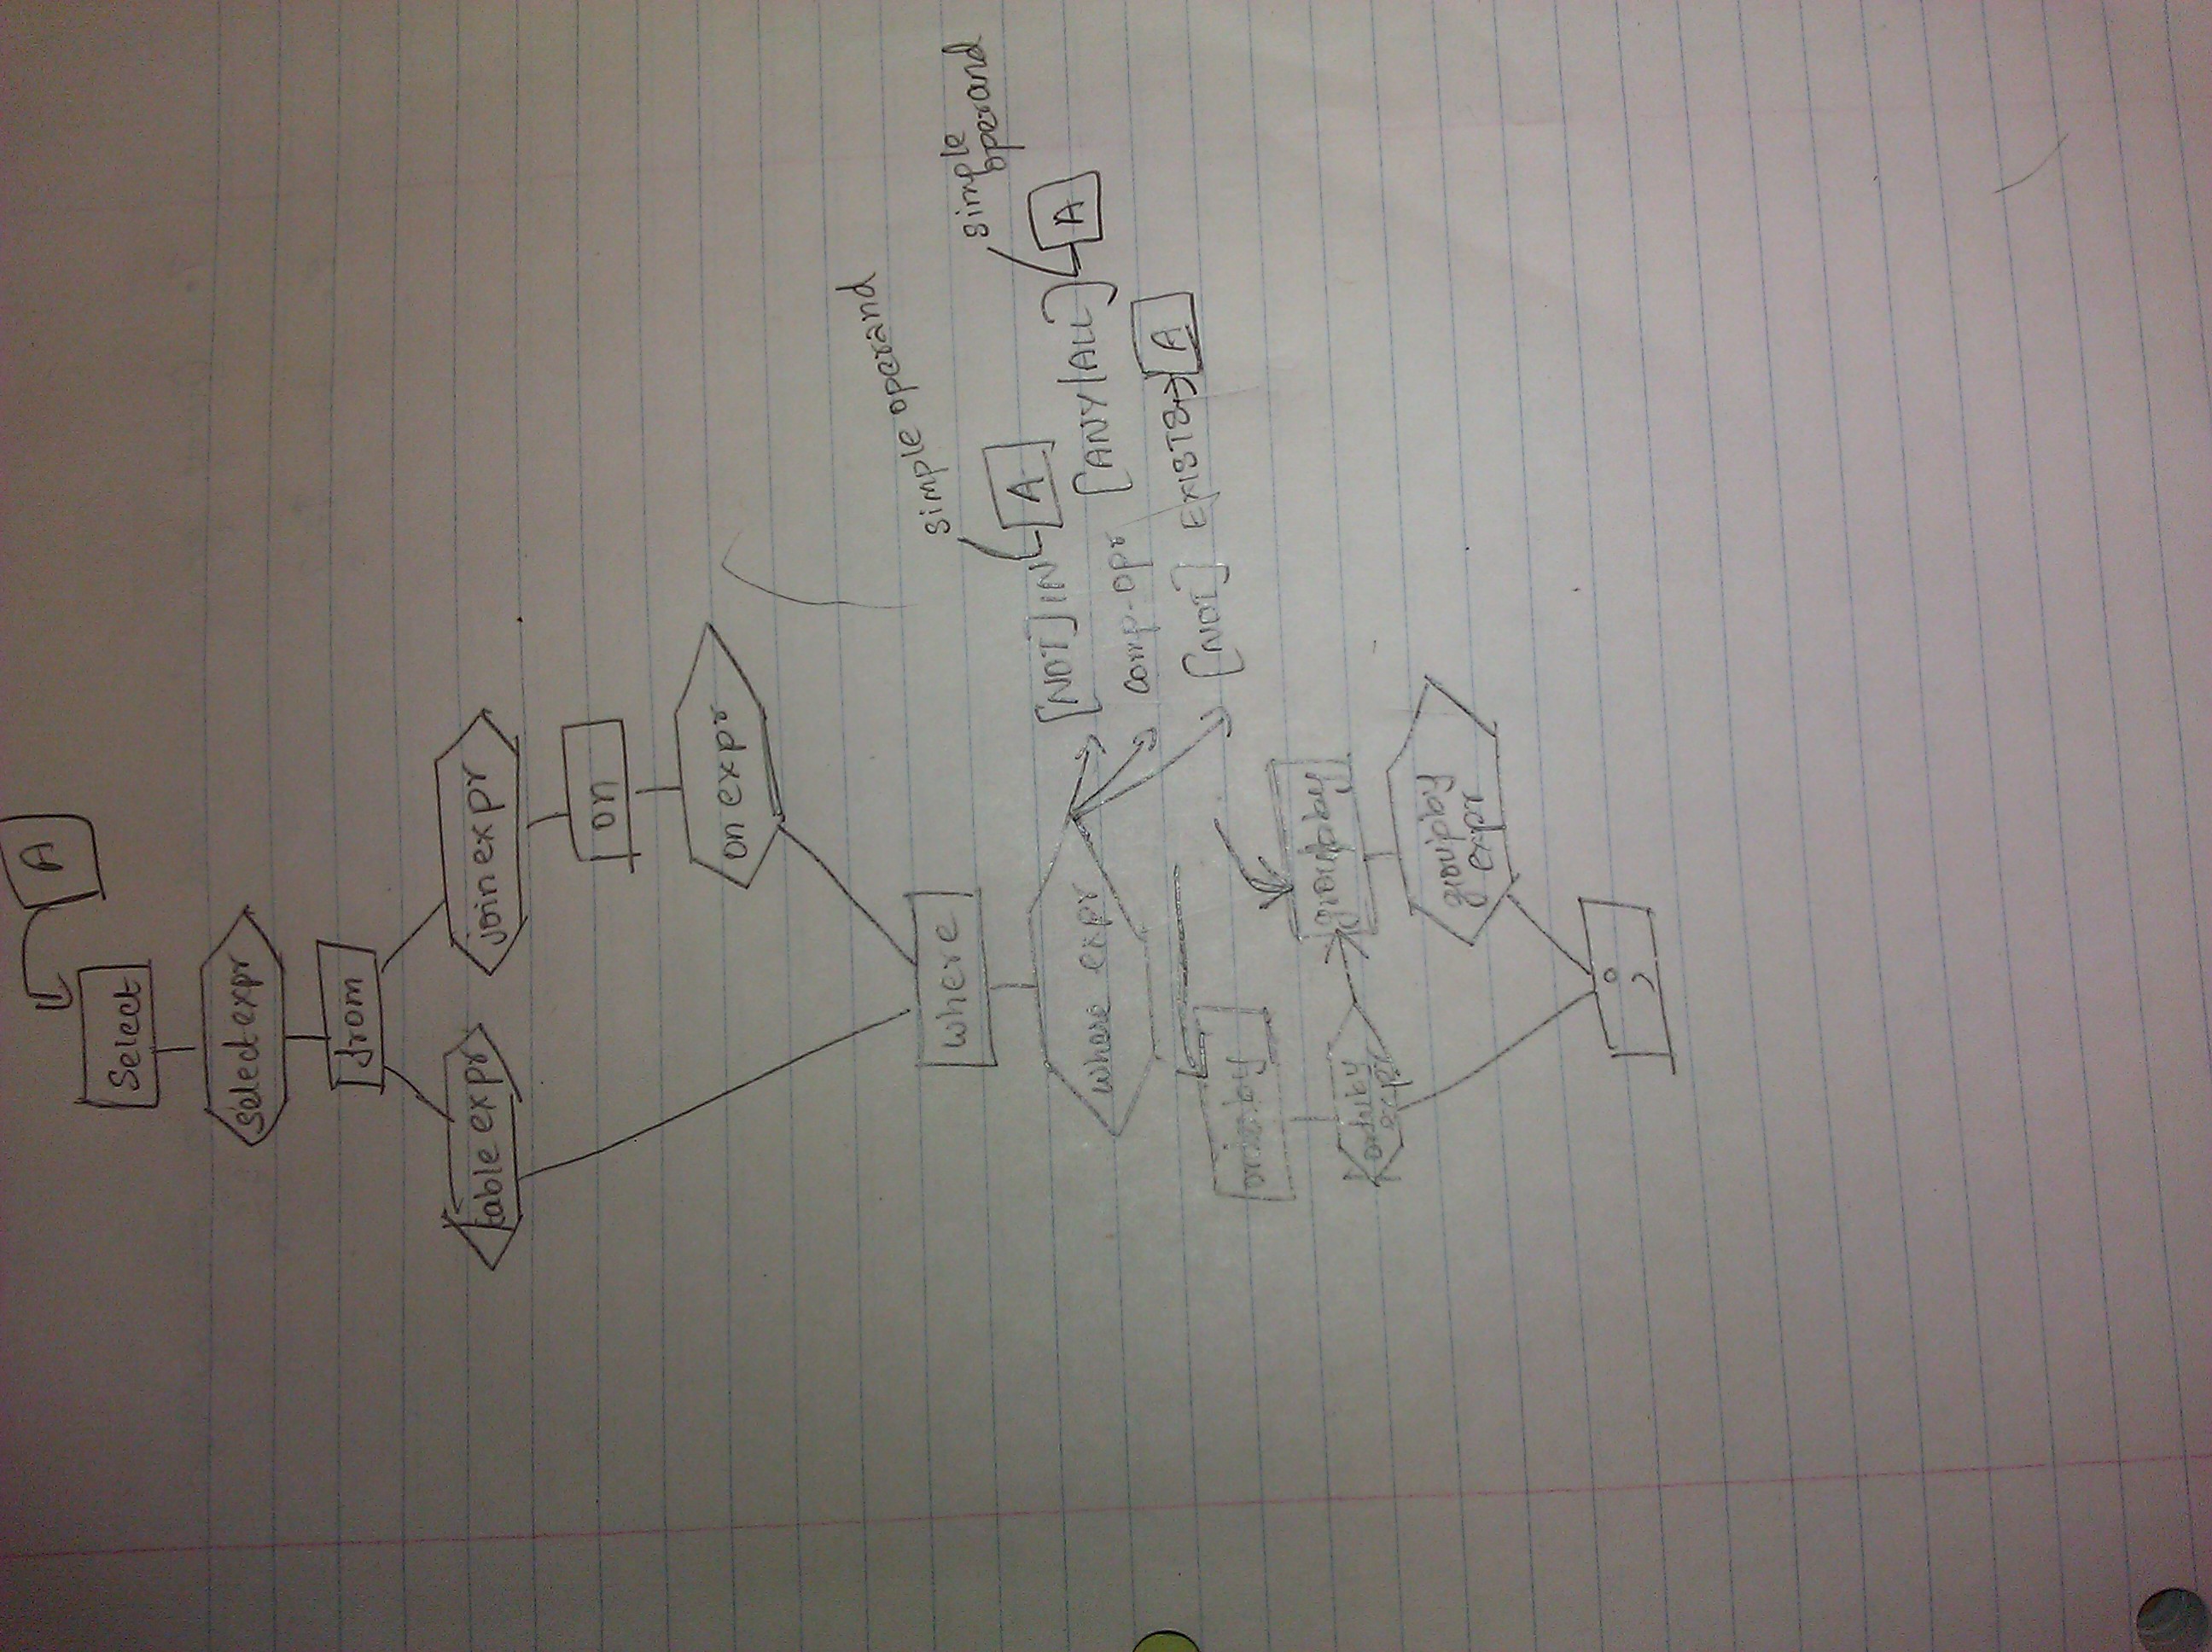 A
Select
select expr
from
table expr
join expr
on
on expr
where
where expr
simple operand
[NOT] IN
A
simple
operand
comp-opr [ANY|ALL]
A
[NOT] EXISTS
A
orderby
orderby
expr
groupby
groupby
expr
;